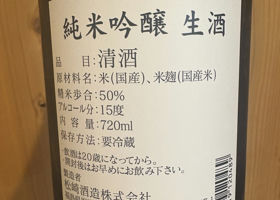 純米吟醸 生酒
品目:清酒
原材料名:米(国産)、米麹(国産米)
精米歩合:50%
アルコール分:15度
内容量:720ml
保存方法:要冷蔵
・飲酒は20歳になってから。
・開封後はお早めにお飲み下さい。
製造者
松崎酒造株式会社